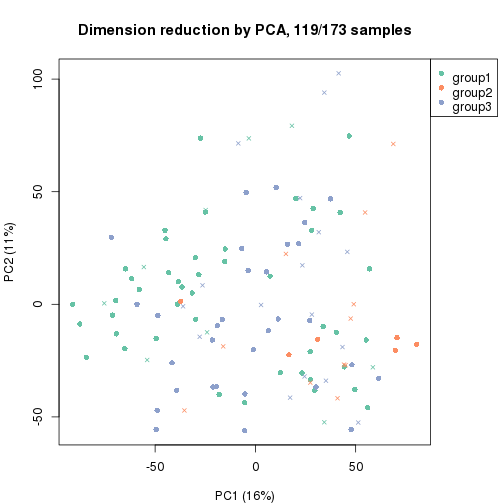 Dimension reduction by PCA, 119/173 samples
group1
group2
group3
100
50
0
-50
PC2 (11%)
-50
0
50
PC1 (16%)